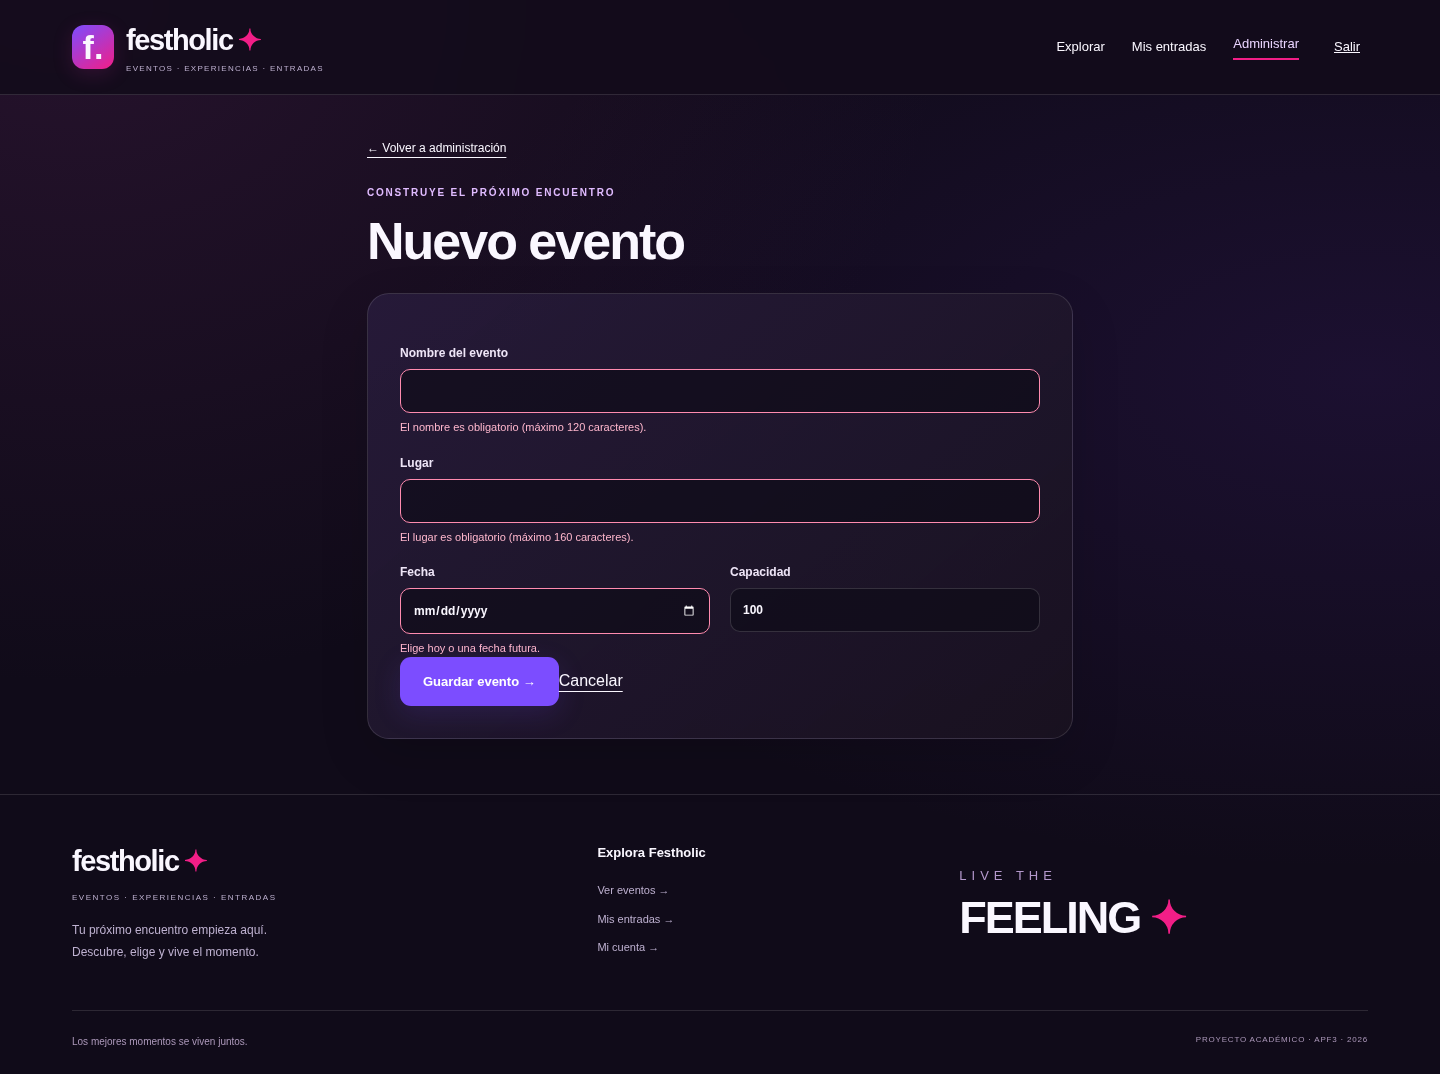 f.
festholic ✦
EVENTOS · EXPERIENCIAS · ENTRADAS
Explorar
Mis entradas
Administrar
Salir
← Volver a administración
CONSTRUYE EL PRÓXIMO ENCUENTRO
Nuevo evento
Nombre del evento
El nombre es obligatorio (máximo 120 caracteres).
Lugar
El lugar es obligatorio (máximo 160 caracteres).
Fecha
Capacidad
mm/dd/yyyy
100
Elige hoy o una fecha futura.
Guardar evento →
Cancelar
festholic ✦
EVENTOS · EXPERIENCIAS · ENTRADAS
Tu próximo encuentro empieza aquí.
Descubre, elige y vive el momento.
Explora Festholic
Ver eventos →
Mis entradas →
Mi cuenta →
LIVE THE
FEELING ✦
Los mejores momentos se viven juntos.
PROYECTO ACADÉMICO · APF3 · 2026